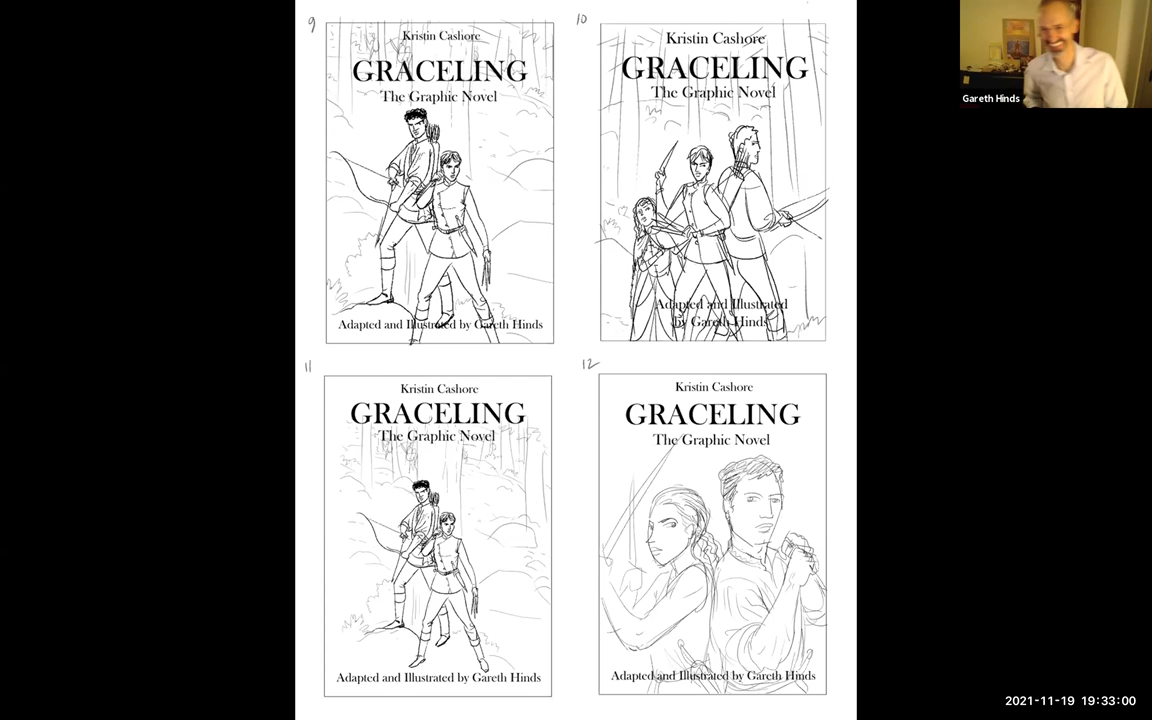 9
Kristin Cashore
GRACELING
The Graphic Novel
Adapted and Illustrated by Gareth Hinds
10
Kristin Cashore
GRACELING
The Graphic Novel
Adapted and Illustrated
by Gareth Hinds
11
Kristin Cashore
GRACELING
The Graphic Novel
Adapted and Illustrated by Gareth Hinds
12
Kristin Cashore
GRACELING
The Graphic Novel
Adapted and Illustrated by Gareth Hinds
Gareth Hinds
2021-11-19 19:33:00